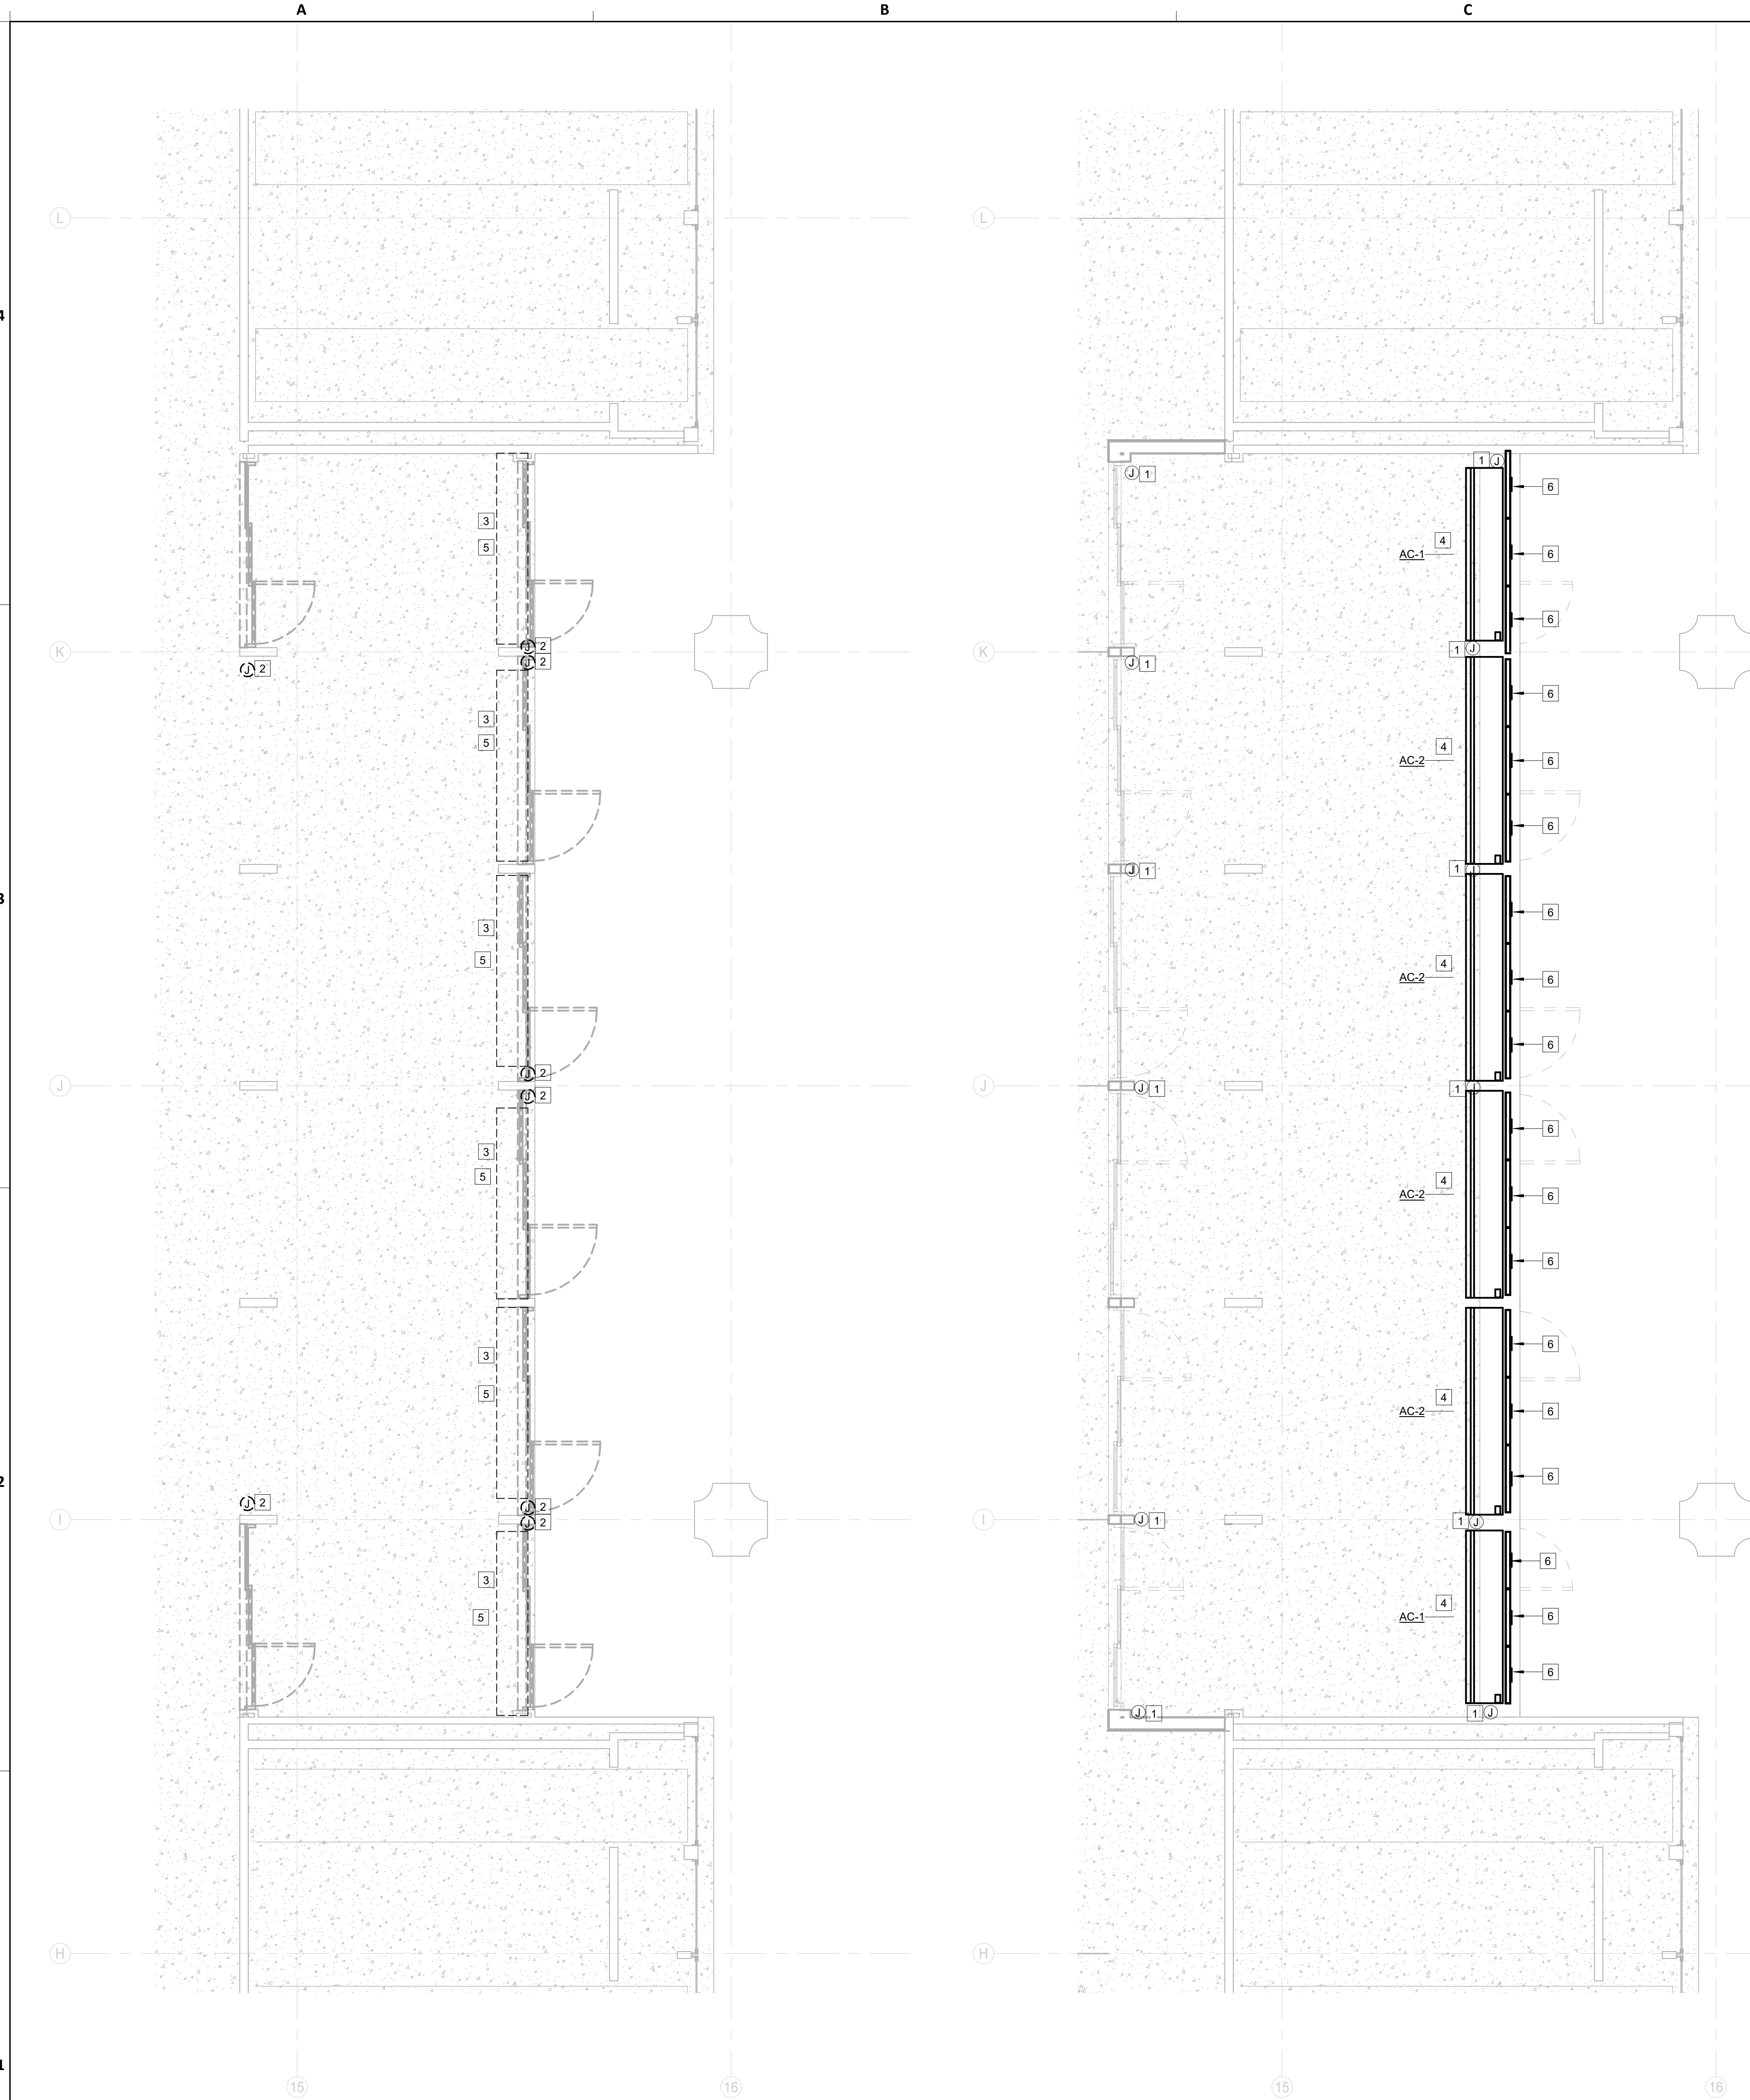 A B C
L L
4
1 J
J 1
6
3
4
5
AC-1 6
6
J 2
K K 1 J
J 2
J 2 J 1
6
3
5 4
AC-2 6
6
J 1 1 J
3 B 6
3
5 4
AC-2 6
6
J 2
J J J 1 1 J
J 2
6
3
5 4
AC-2 6
6
6
3
5 4
AC-2 6
2
6
J 2 J 2
I I J 1 1 J
J 2
6
3
4
5 AC-1 6
6
J 1 1 J
H H
1
15 16 15 16